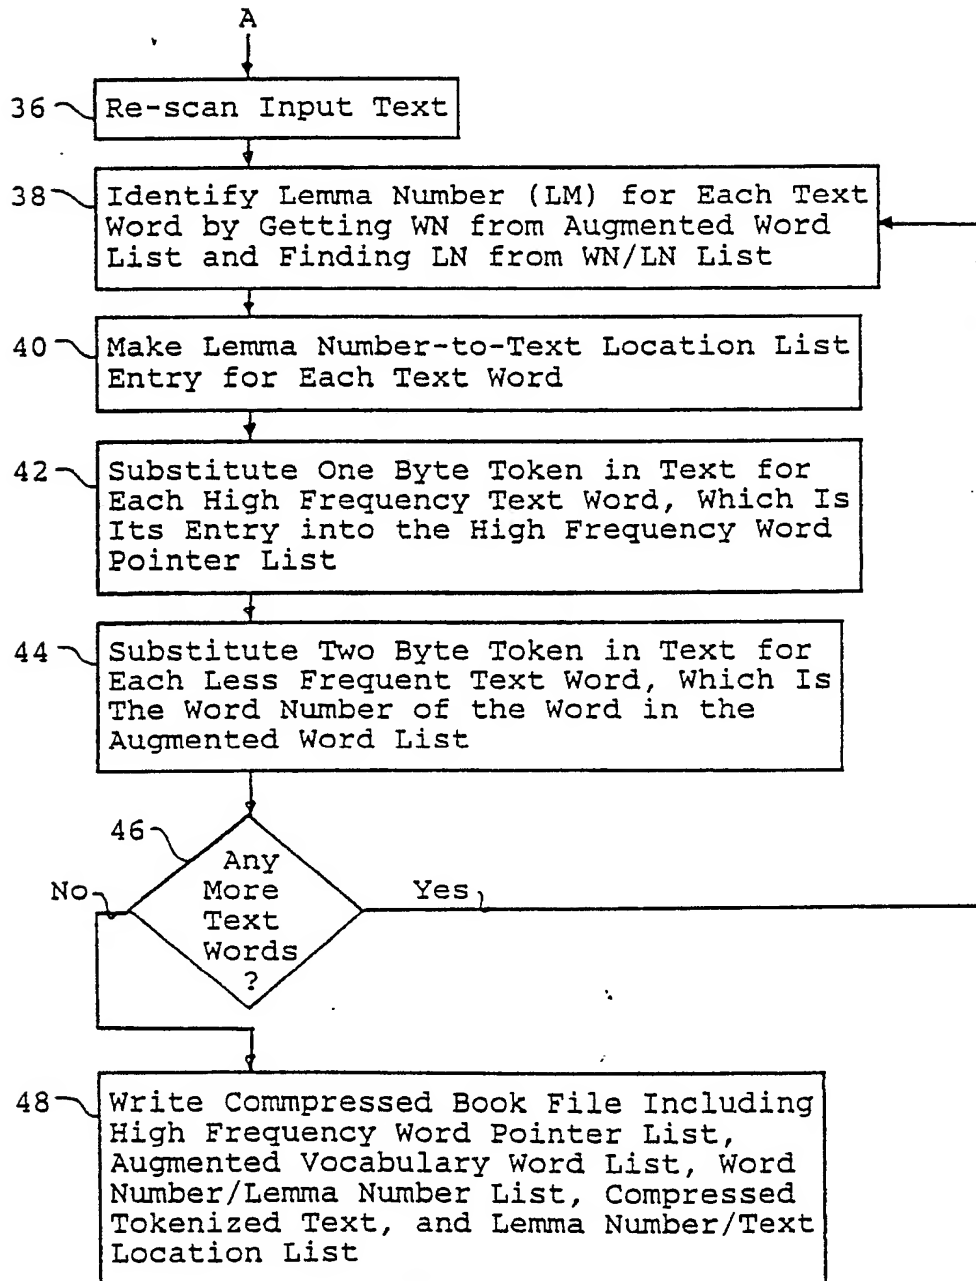 A
36
Re-scan Input Text
38
Identify Lemma Number (LM) for Each Text
Word by Getting WN from Augmented Word
List and Finding LN from WN/LN List
40
Make Lemma Number-to-Text Location List
Entry for Each Text Word
42
Substitute One Byte Token in Text for
Each High Frequency Text Word, Which Is
Its Entry into the High Frequency Word
Pointer List
44
Substitute Two Byte Token in Text for
Each Less Frequent Text Word, Which Is
The Word Number of the Word in the
Augmented Word List
46
Any
More
Text
Words
?
No
Yes
48
Write Commpressed Book File Including
High Frequency Word Pointer List,
Augmented Vocabulary Word List, Word
Number/Lemma Number List, Compressed
Tokenized Text, and Lemma Number/Text
Location List